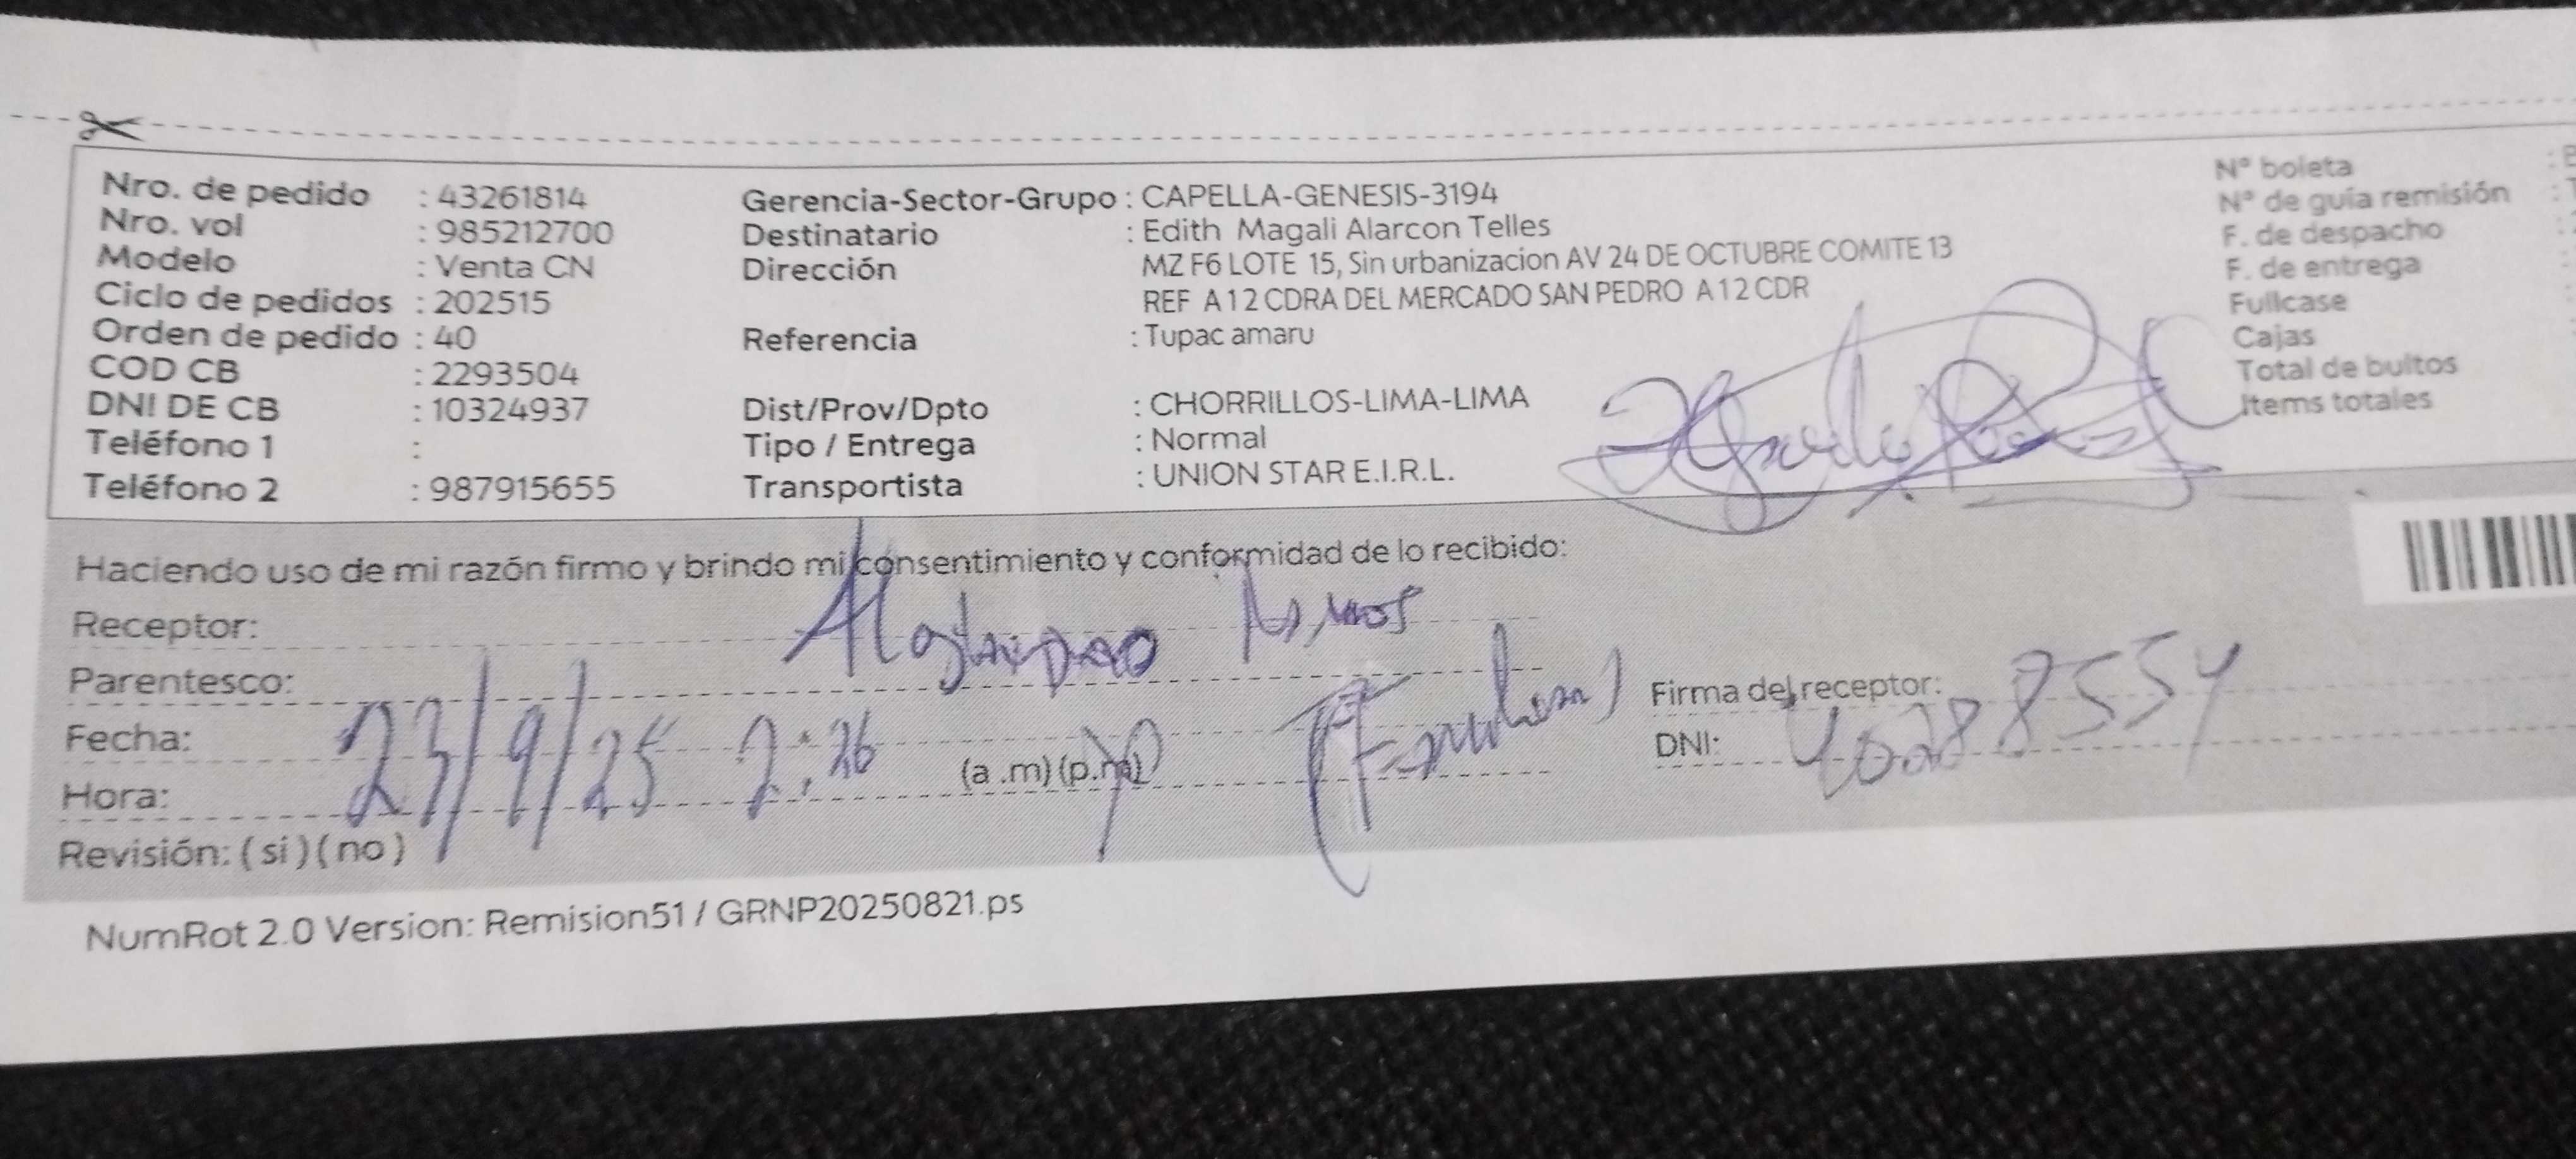 Nro. de pedido : 43261814
Nro. vol : 985212700
Modelo : Venta CN
Ciclo de pedidos : 202515
Orden de pedido : 40
COD CB : 2293504
DNI DE CB : 10324937
Teléfono 1 :
Teléfono 2 : 987915655
Gerencia-Sector-Grupo : CAPELLA-GENESIS-3194
Destinatario : Edith Magali Alarcon Telles
Dirección MZ F6 LOTE 15, Sin urbanizacion AV 24 DE OCTUBRE COMITE 13
REF A 1 2 CDRA DEL MERCADO SAN PEDRO A 1 2 CDR
Referencia : Tupac amaru
Dist/Prov/Dpto : CHORRILLOS-LIMA-LIMA
Tipo / Entrega : Normal
Transportista : UNION STAR E.I.R.L.
N° boleta :
N° de guía remisión :
F. de despacho :
F. de entrega :
Fullcase
Cajas
Total de bultos
Items totales
Haciendo uso de mi razón firmo y brindo mi consentimiento y conformidad de lo recibido:
Receptor:
Parentesco:
Fecha: 23/9/25 2:26
Hora: (a .m) (p.m)
Revisión: ( si ) ( no )
Firma del receptor:
DNI:
NumRot 2.0 Version: Remision51 / GRNP20250821.ps